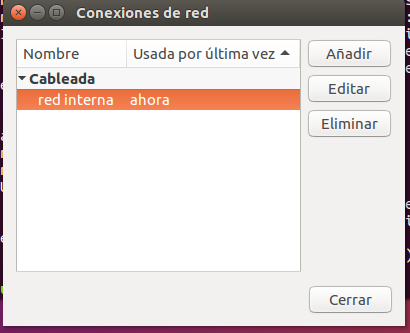 Conexiones de red
Nombre Usada por última vez
Añadir
Cableada
Editar
red interna ahora
Eliminar
Cerrar